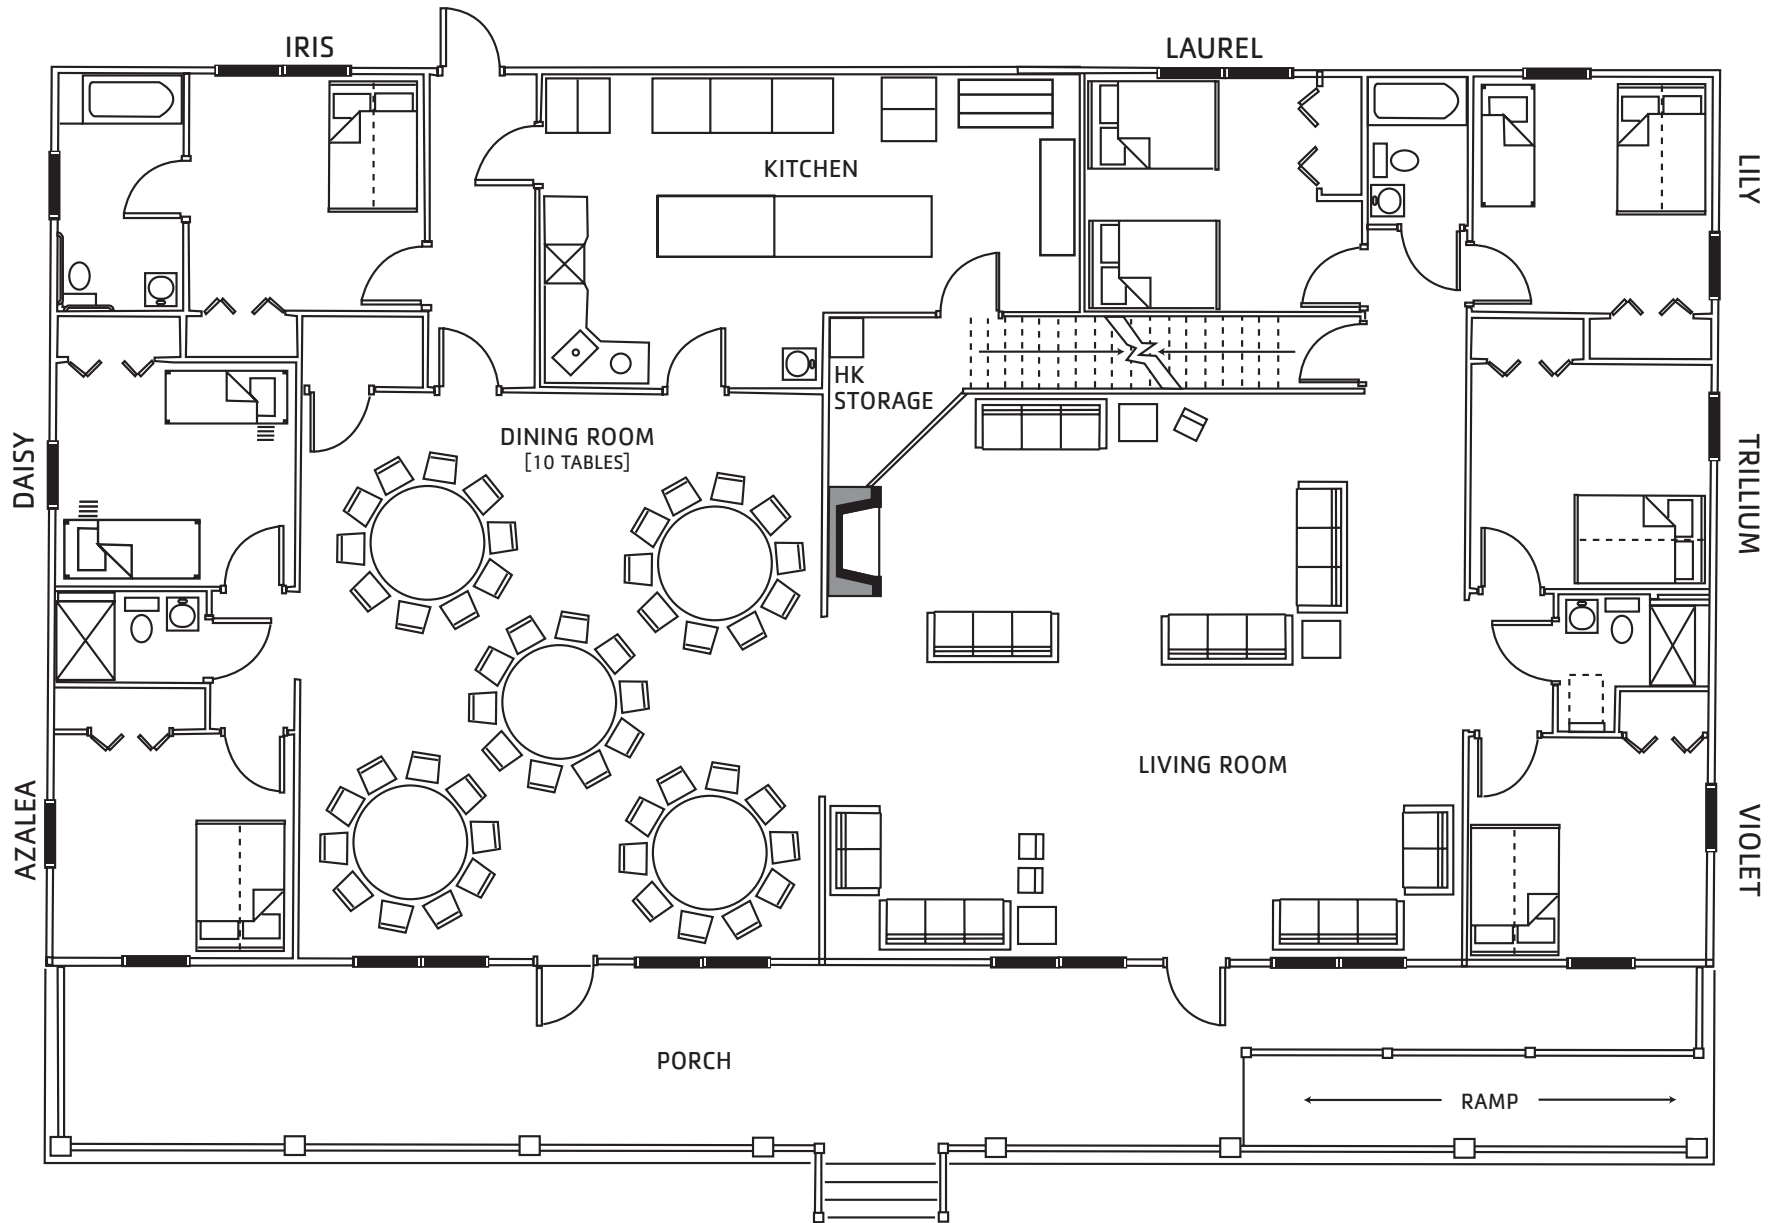 IRIS
LAUREL
KITCHEN
LILY
HK
STORAGE
DINING ROOM
[10 TABLES]
DAISY
TRILLIUM
LIVING ROOM
AZALEA
VIOLET
PORCH
RAMP